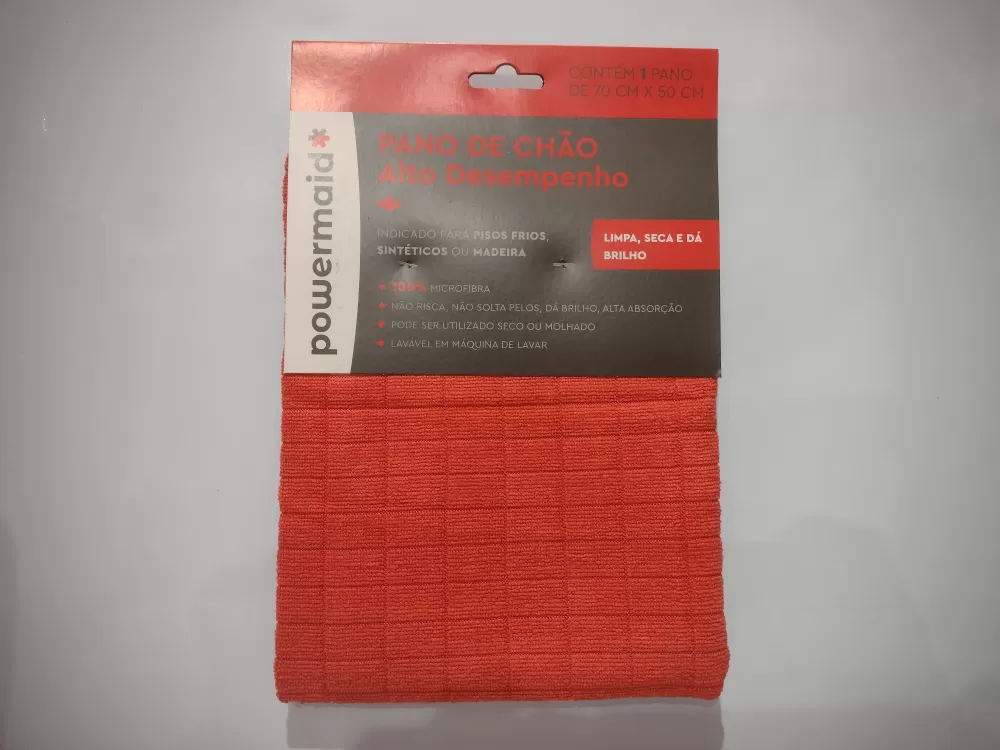 CONTÉM 1 PANO
DE 70 CM X 50 CM
powermaid
PANO DE CHÃO
Alto Desempenho
INDICADO PARA PISOS FRIOS,
SINTÉTICOS OU MADEIRA
LIMPA, SECA E DÁ
BRILHO
100% MICROFIBRA
NÃO RISCA, NÃO SOLTA PELOS, DÁ BRILHO, ALTA ABSORÇÃO
PODE SER UTILIZADO SECO OU MOLHADO
LAVÁVEL EM MÁQUINA DE LAVAR